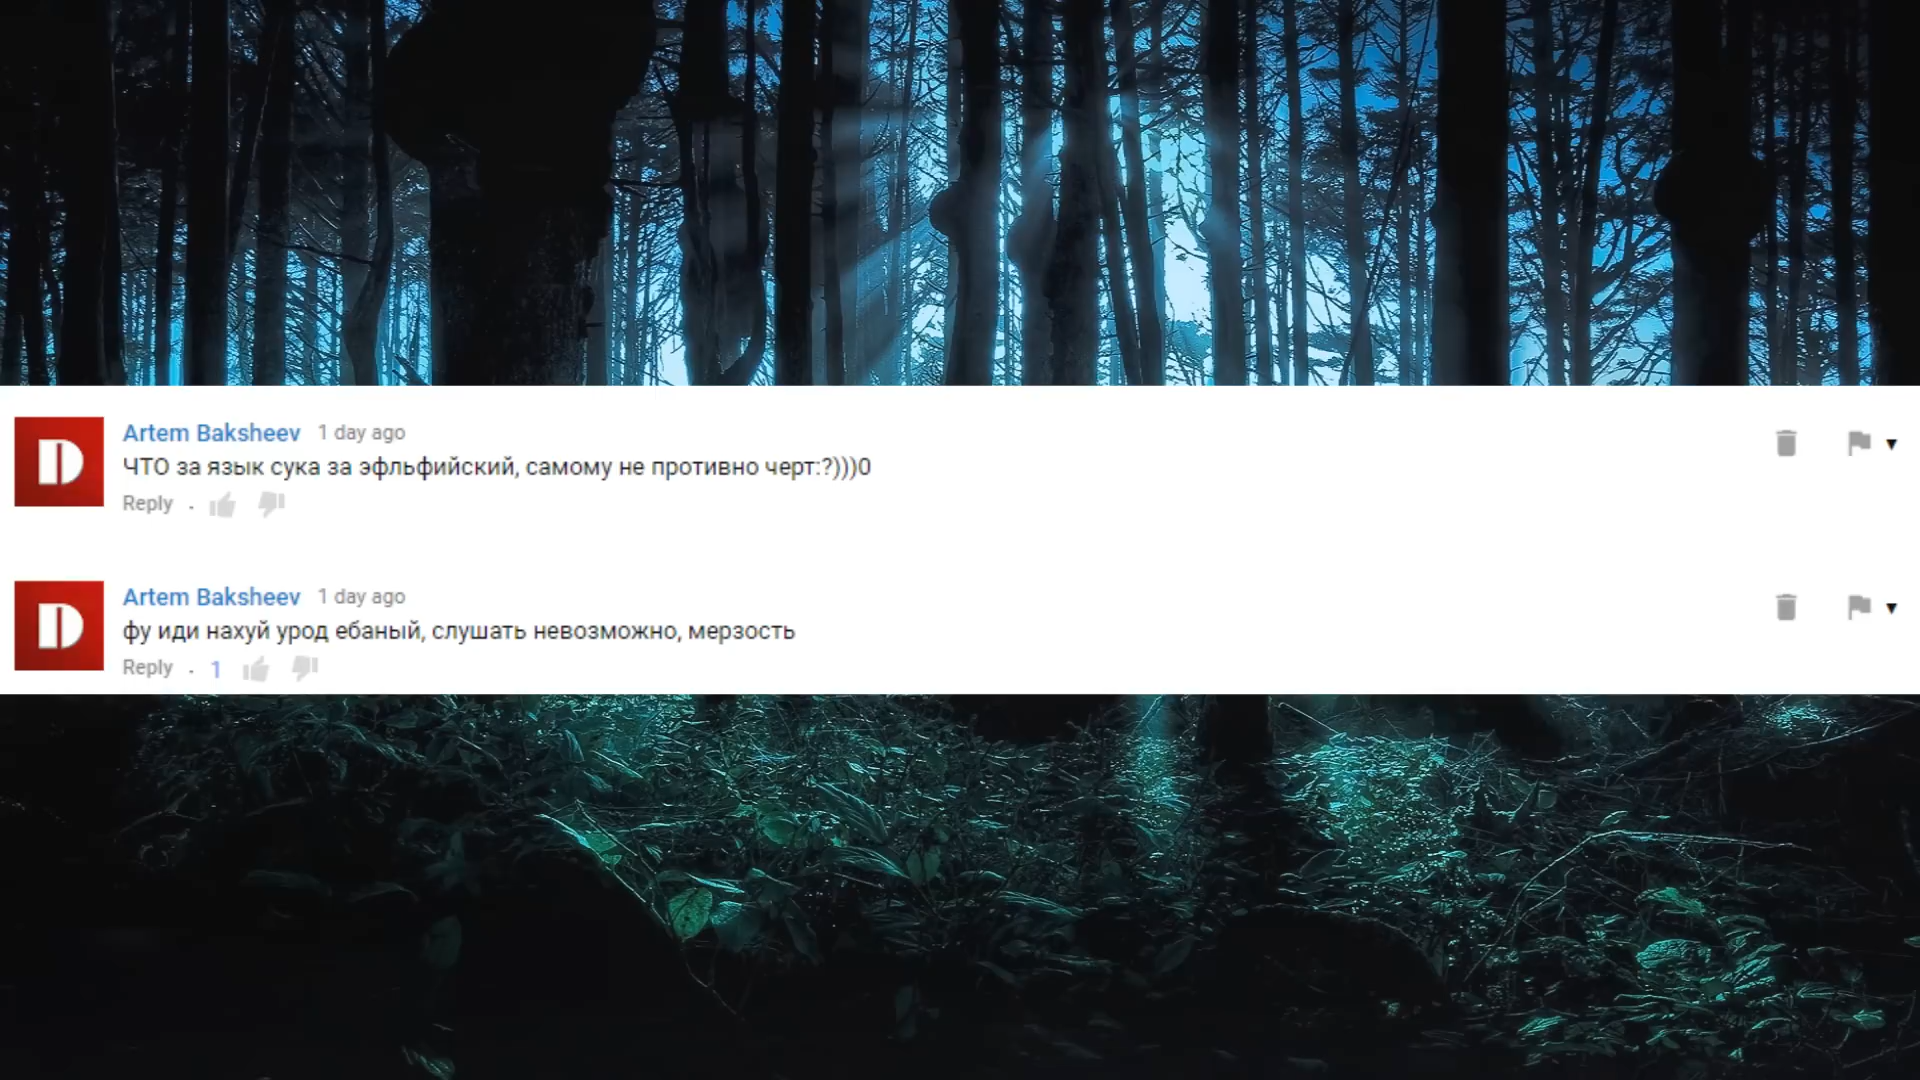 Artem Baksheev 1 day ago
ЧТО за язык сука за эфльфийский, самому не противно черт:?)))0
Reply .
Artem Baksheev 1 day ago
фу иди нахуй урод ебаный, слушать невозможно, мерзость
Reply . 1